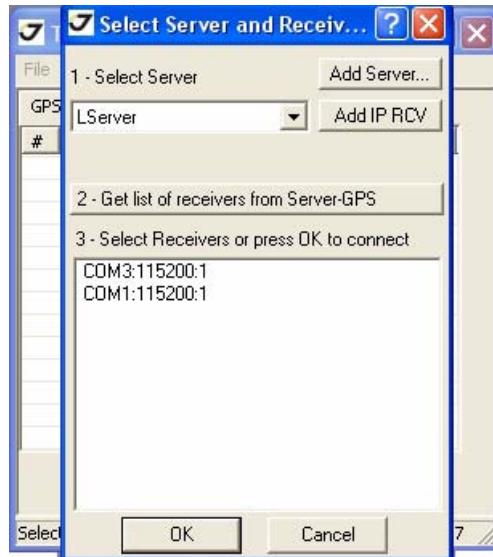 Select Server and Receiv...
File
1 - Select Server
Add Server...
GPS
LServer
Add IP RCV
#
2 - Get list of receivers from Server-GPS
3 - Select Receivers or press OK to connect
COM3:115200:1
COM1:115200:1
OK
Cancel
7